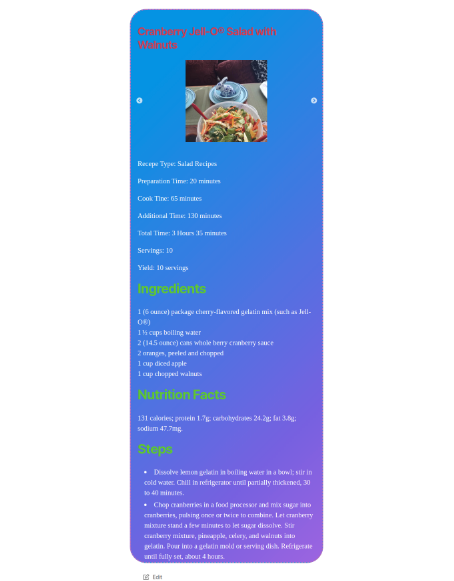 Cranberry Jell-O® Salad with
Walnuts
Recepe Type: Salad Recipes
Preparation Time: 20 minutes
Cook Time: 65 minutes
Additional Time: 130 minutes
Total Time: 3 Hours 35 minutes
Servings: 10
Yield: 10 servings
Ingredients
1 (6 ounce) package cherry-flavored gelatin mix (such as Jell-
O®)
1 ½ cups boiling water
2 (14.5 ounce) cans whole berry cranberry sauce
2 oranges, peeled and chopped
1 cup diced apple
1 cup chopped walnuts
Nutrition Facts
131 calories; protein 1.7g; carbohydrates 24.2g; fat 3.8g;
sodium 47.7mg.
Steps
• Dissolve lemon gelatin in boiling water in a bowl; stir in
cold water. Chill in refrigerator until partially thickened, 30
to 40 minutes.
• Chop cranberries in a food processor and mix sugar into
cranberries, pulsing once or twice to combine. Let cranberry
mixture stand a few minutes to let sugar dissolve. Stir
cranberry mixture, pineapple, celery, and walnuts into
gelatin. Pour into a gelatin mold or serving dish. Refrigerate
until fully set, about 4 hours.
Edit